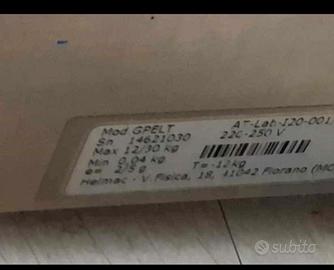 Mod GPELT AT-Lab-120-001
Sn 14621030 220-250 V
Max 12/30 kg
Min 0,04 kg T= -12kg
e= 2/5 g
Helmac - V. Fisica, 18, 41042 Fiorano (MO
subito